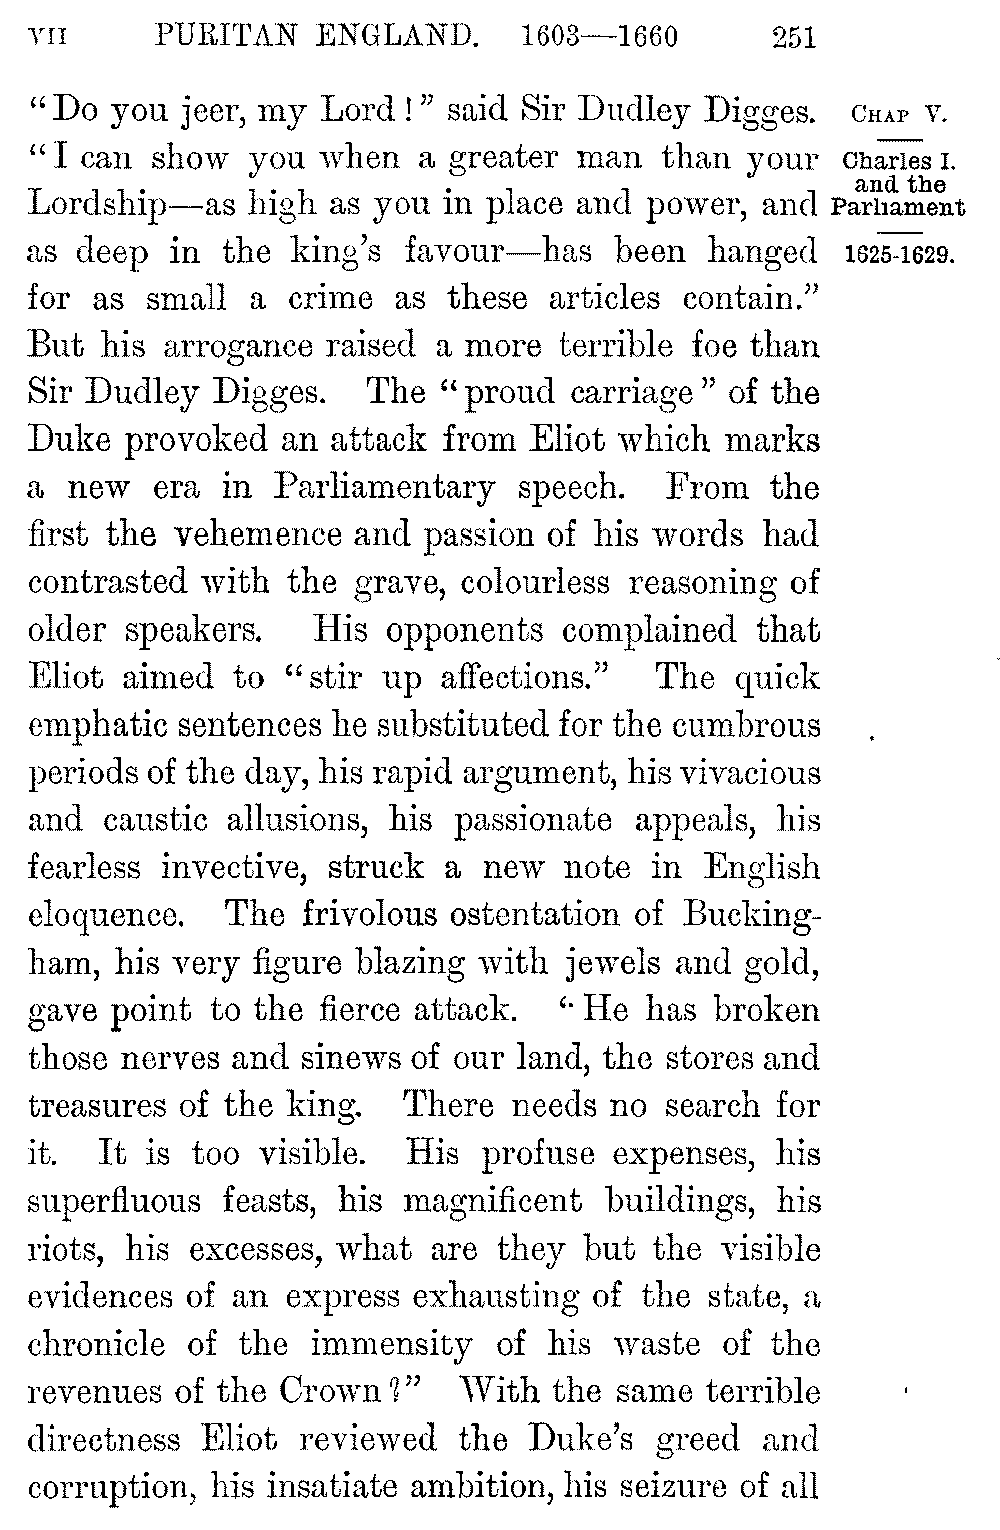 VII PURITAN ENGLAND. 1603—1660 251
"Do you jeer, my Lord!" said Sir Dudley Digges.
"I can show you when a greater man than your
Lordship—as high as you in place and power, and
as deep in the king's favour—has been hanged
for as small a crime as these articles contain."
But his arrogance raised a more terrible foe than
Sir Dudley Digges. The "proud carriage" of the
Duke provoked an attack from Eliot which marks
a new era in Parliamentary speech. From the
first the vehemence and passion of his words had
contrasted with the grave, colourless reasoning of
older speakers. His opponents complained that
Eliot aimed to "stir up affections." The quick
emphatic sentences he substituted for the cumbrous
periods of the day, his rapid argument, his vivacious
and caustic allusions, his passionate appeals, his
fearless invective, struck a new note in English
eloquence. The frivolous ostentation of Bucking-
ham, his very figure blazing with jewels and gold,
gave point to the fierce attack. "He has broken
those nerves and sinews of our land, the stores and
treasures of the king. There needs no search for
it. It is too visible. His profuse expenses, his
superfluous feasts, his magnificent buildings, his
riots, his excesses, what are they but the visible
evidences of an express exhausting of the state, a
chronicle of the immensity of his waste of the
revenues of the Crown?" With the same terrible
directness Eliot reviewed the Duke's greed and
corruption, his insatiate ambition, his seizure of all
CHAP V.
Charles I.
and the
Parliament
1625-1629.